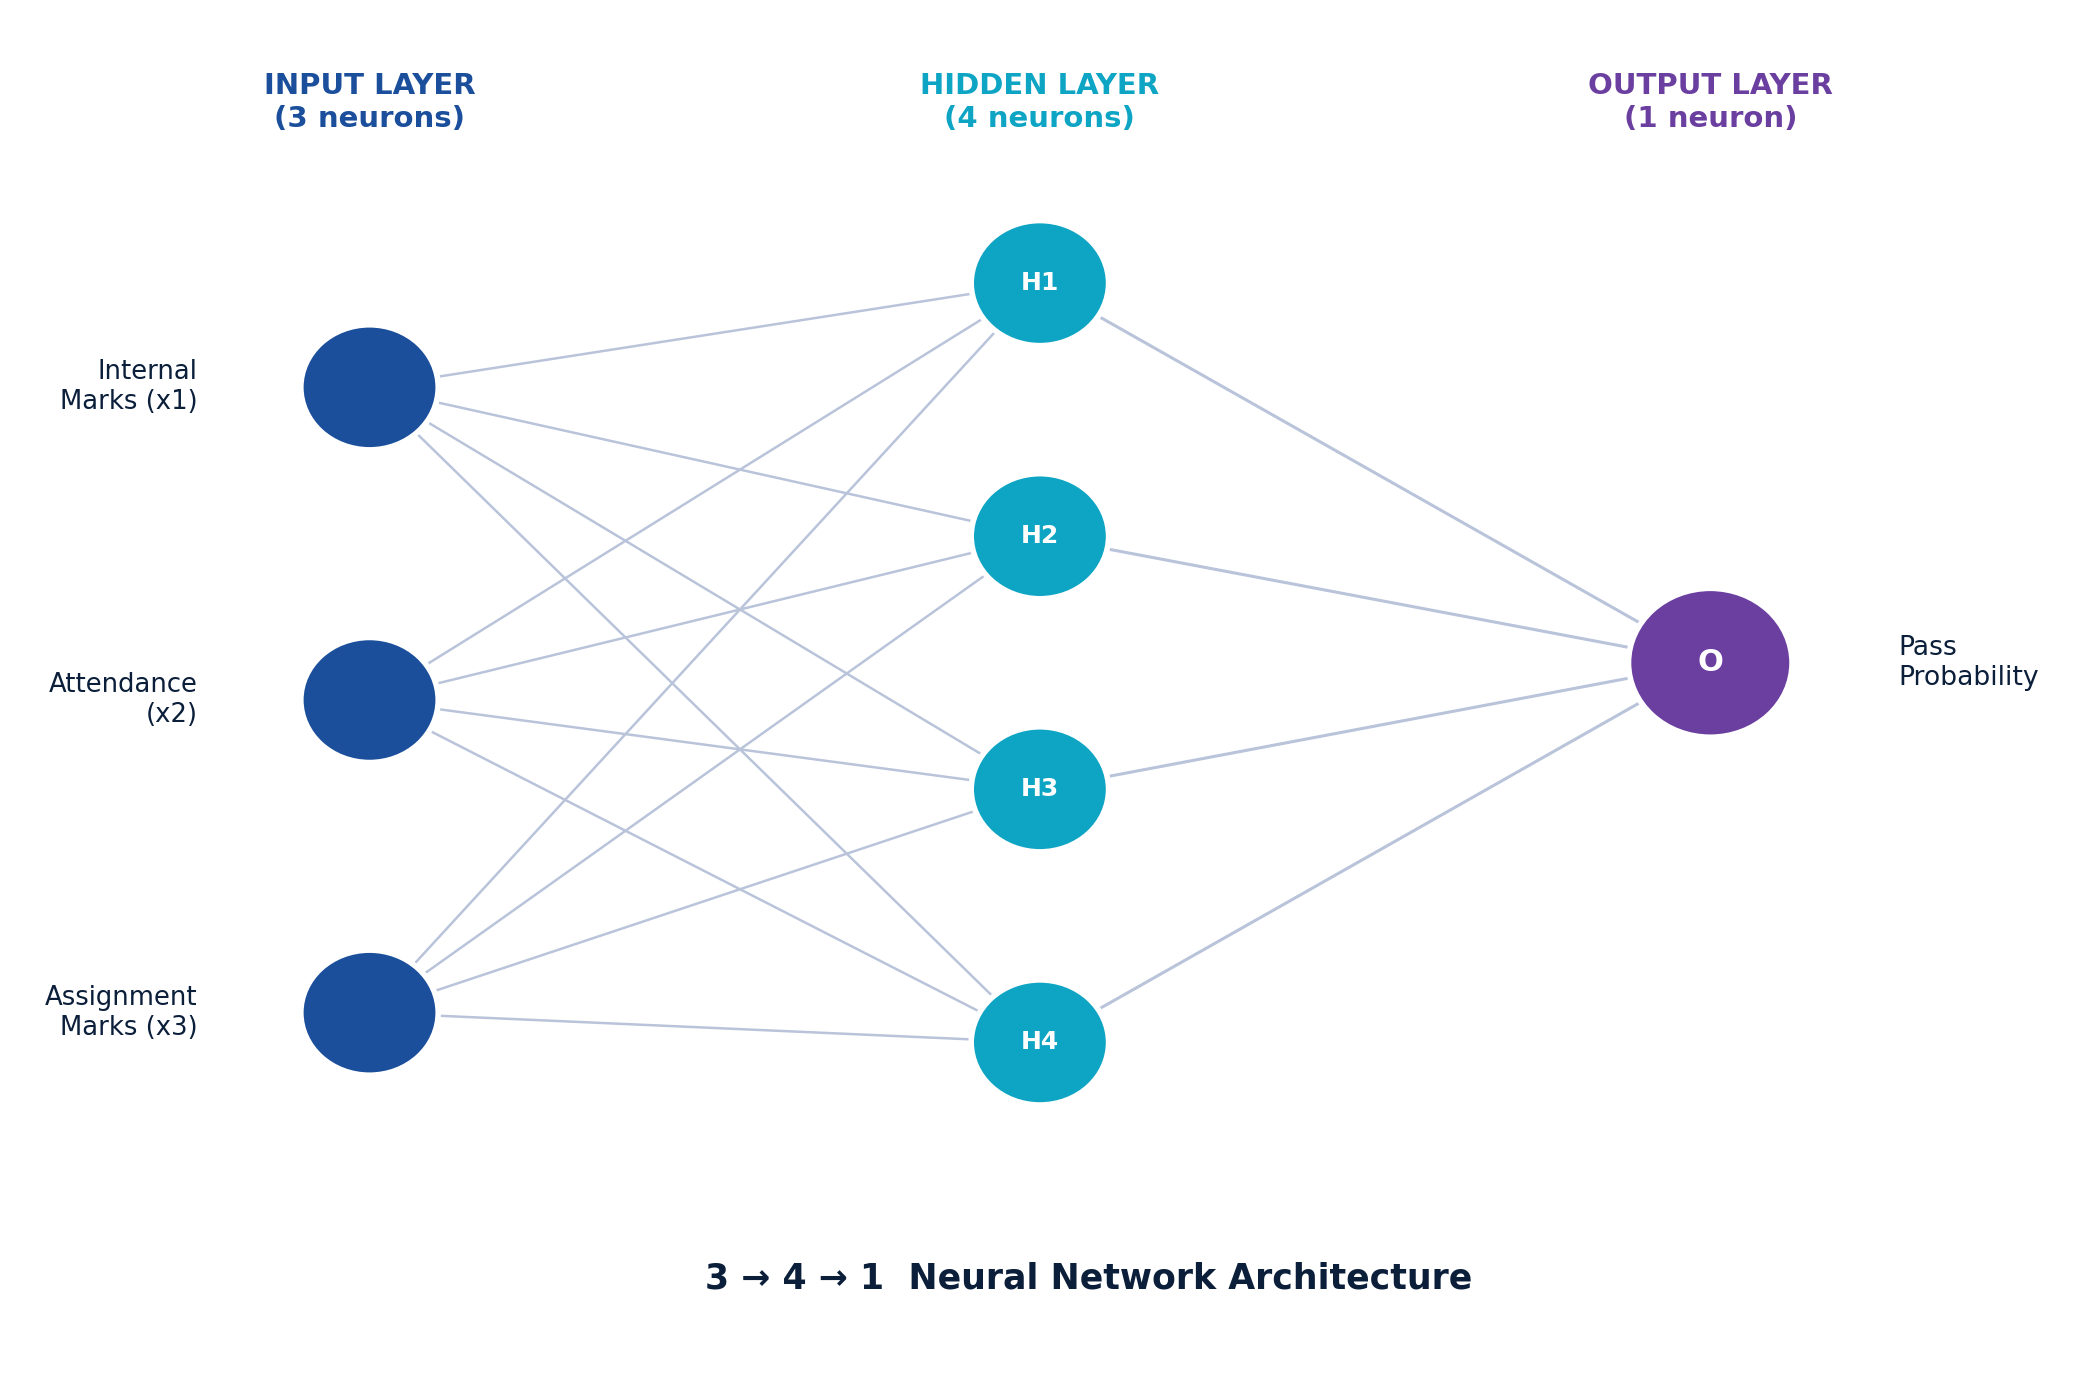 INPUT LAYER
(3 neurons)
HIDDEN LAYER
(4 neurons)
OUTPUT LAYER
(1 neuron)
Internal
Marks (x1)
Attendance
(x2)
Assignment
Marks (x3)
H1
H2
H3
H4
O
Pass
Probability
3 → 4 → 1  Neural Network Architecture